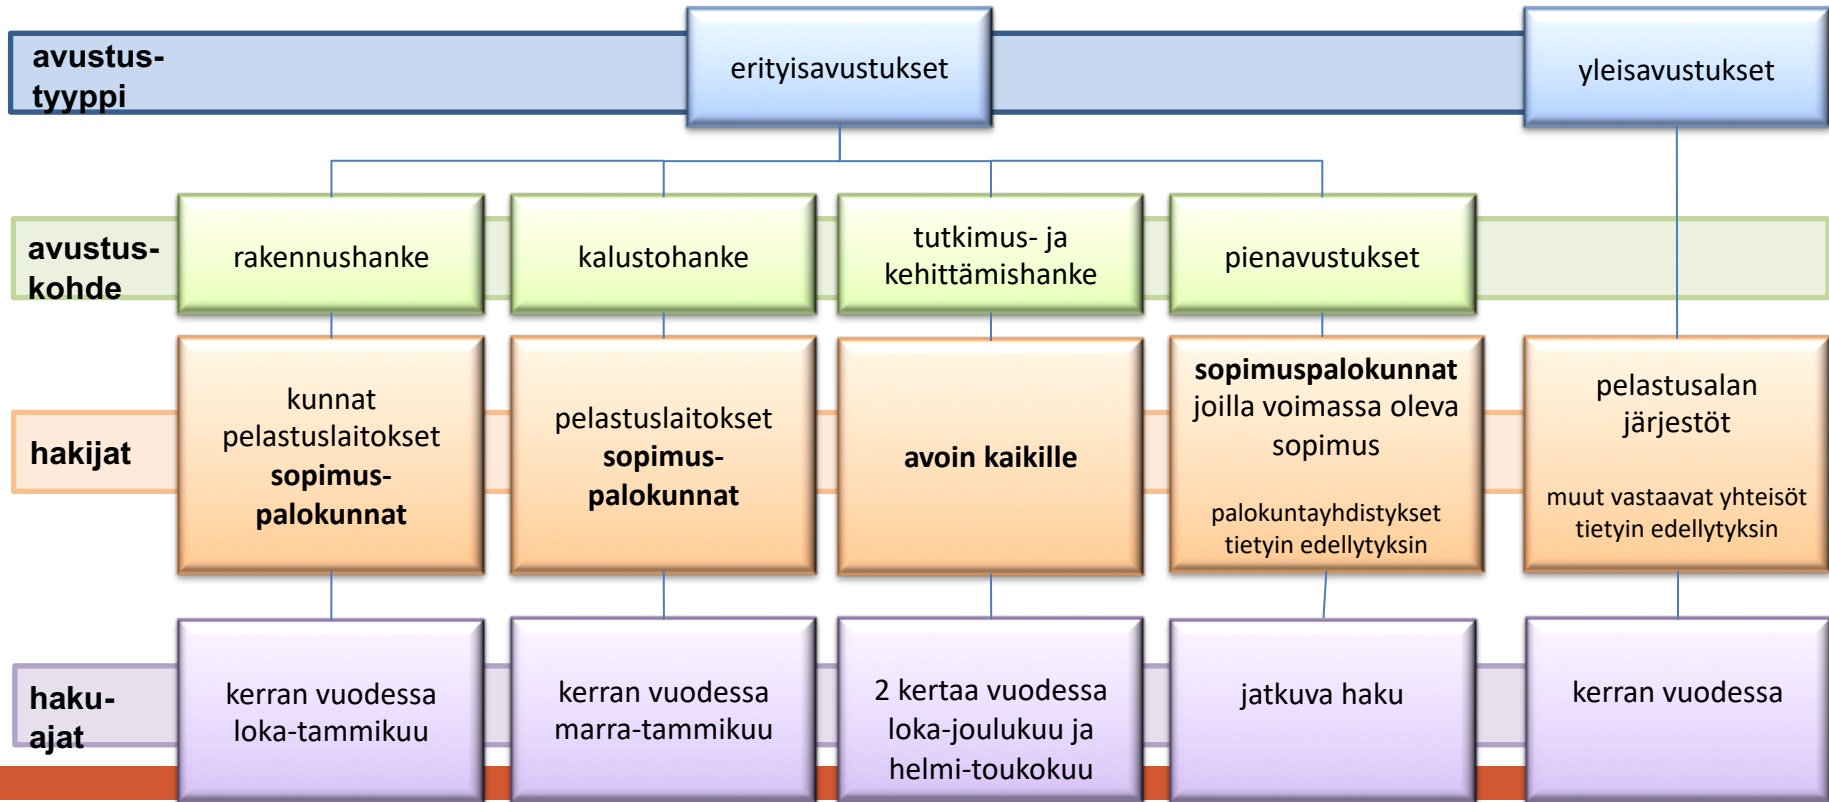 avustus-
tyyppi
erityisavustukset
yleisavustukset
avustus-
kohde
rakennushanke
kalustohanke
tutkimus- ja
kehittämishanke
pienavustukset
hakijat
kunnat
pelastuslaitokset
sopimus-
palokunnat
pelastuslaitokset
sopimus-
palokunnat
avoin kaikille
sopimuspalokunnat
joilla voimassa oleva
sopimus
palokuntayhdistykset
tietyin edellytyksin
pelastusalan
järjestöt
muut vastaavat yhteisöt
tietyin edellytyksin
haku-
ajat
kerran vuodessa
loka-tammikuu
kerran vuodessa
marra-tammikuu
2 kertaa vuodessa
loka-joulukuu ja
helmi-toukokuu
jatkuva haku
kerran vuodessa